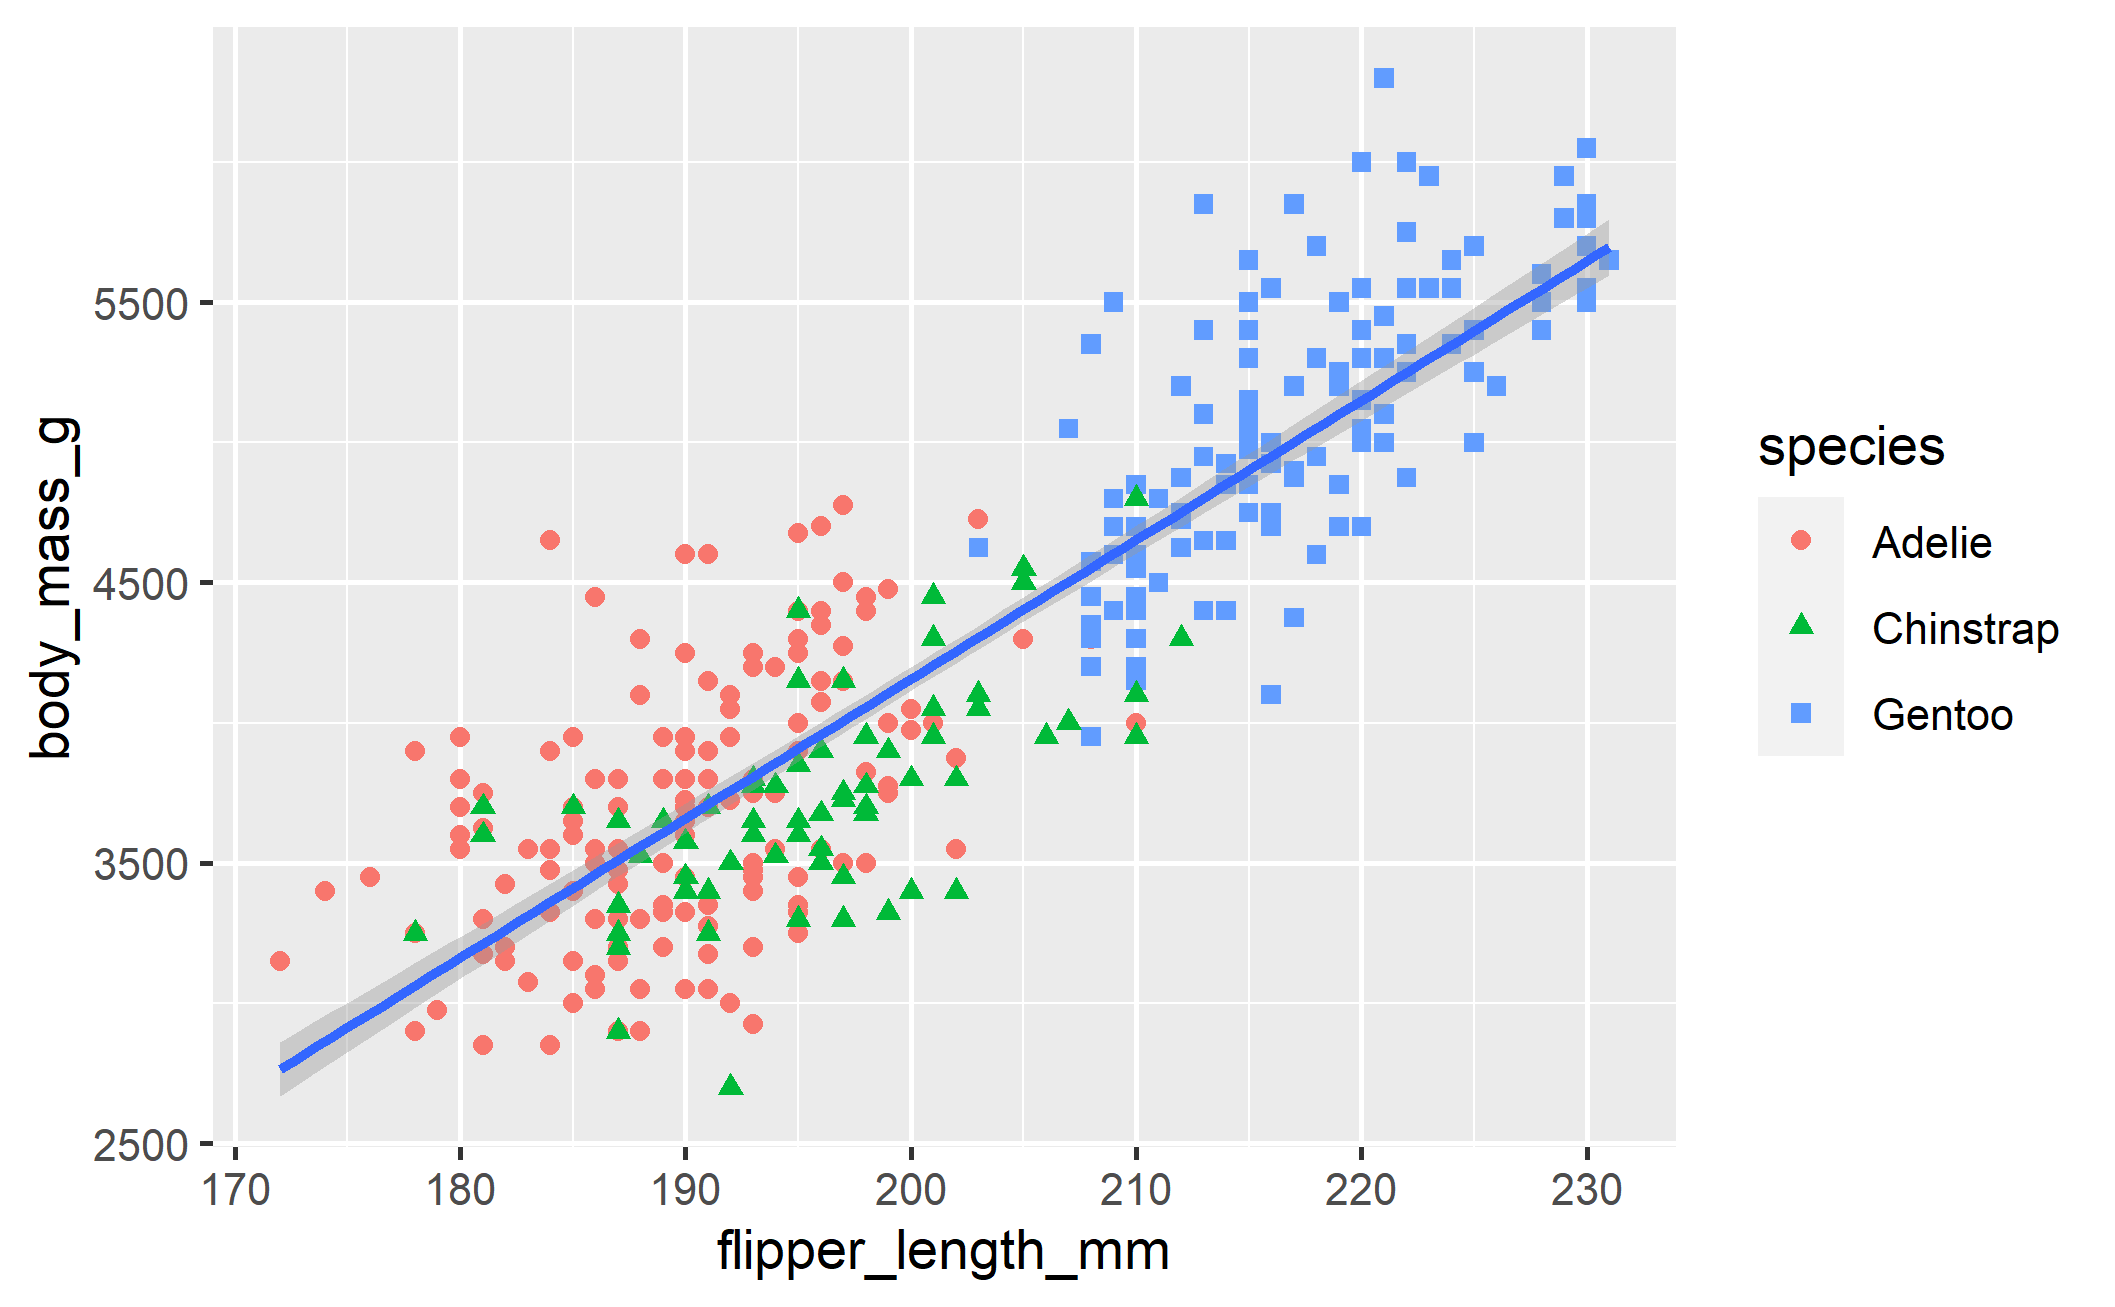 body_mass_g
5500
4500
3500
2500
170 180 190 200 210 220 230
flipper_length_mm
species
Adelie
Chinstrap
Gentoo